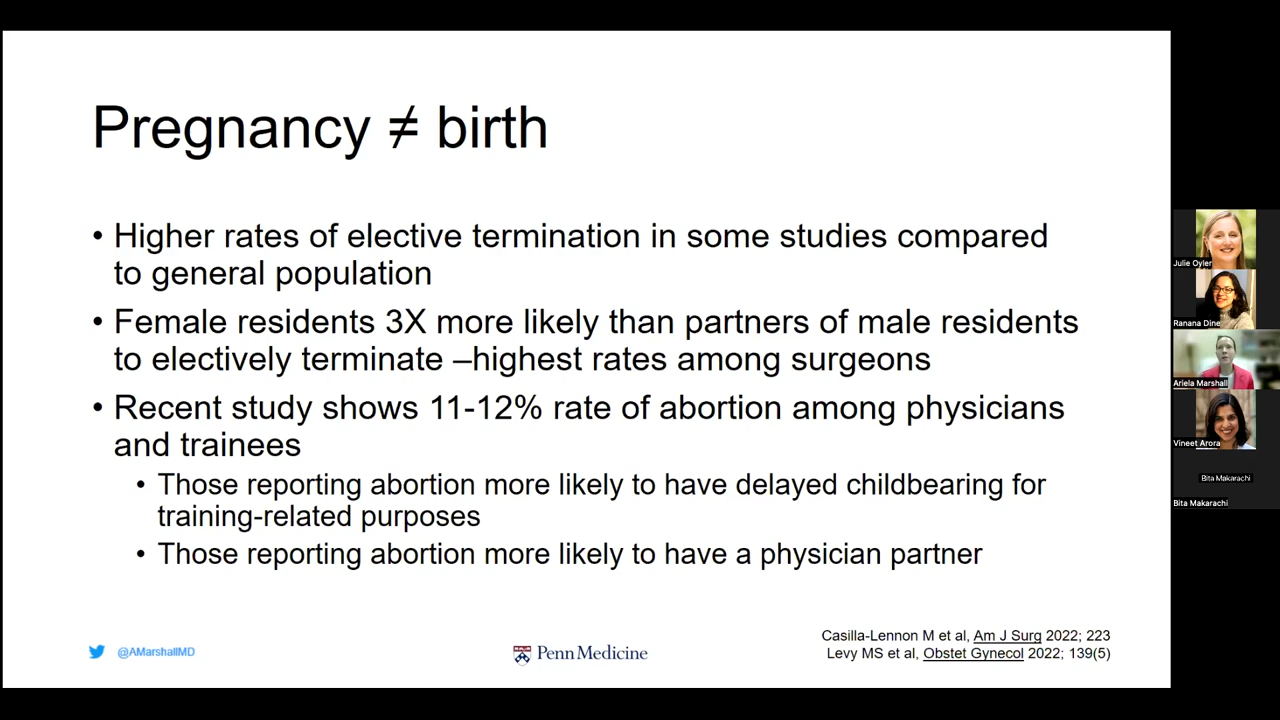 Pregnancy ≠ birth
• Higher rates of elective termination in some studies compared
to general population
• Female residents 3X more likely than partners of male residents
to electively terminate –highest rates among surgeons
• Recent study shows 11-12% rate of abortion among physicians
and trainees
• Those reporting abortion more likely to have delayed childbearing for
training-related purposes
• Those reporting abortion more likely to have a physician partner
@AMarshallMD
Penn Medicine
Casilla-Lennon M et al, Am J Surg 2022; 223
Levy MS et al, Obstet Gynecol 2022; 139(5)
Julie Oyler
Ranana Dine
Ariela Marshall
Vineet Arora
Bita Makarachi
Bita Makarachi